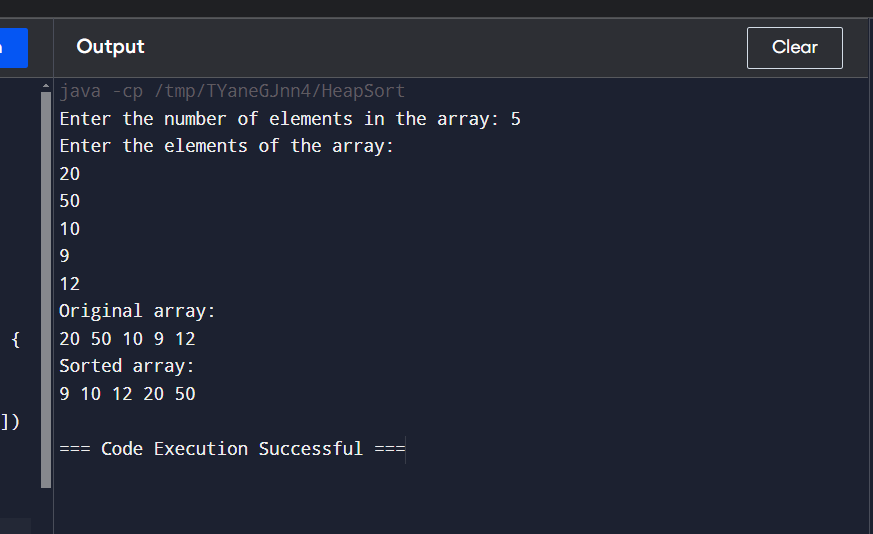 Output
Clear
java -cp /tmp/TYaneGJnn4/HeapSort
Enter the number of elements in the array: 5
Enter the elements of the array:
20
50
10
9
12
Original array:
{
20 50 10 9 12
Sorted array:
9 10 12 20 50
])
=== Code Execution Successful ===